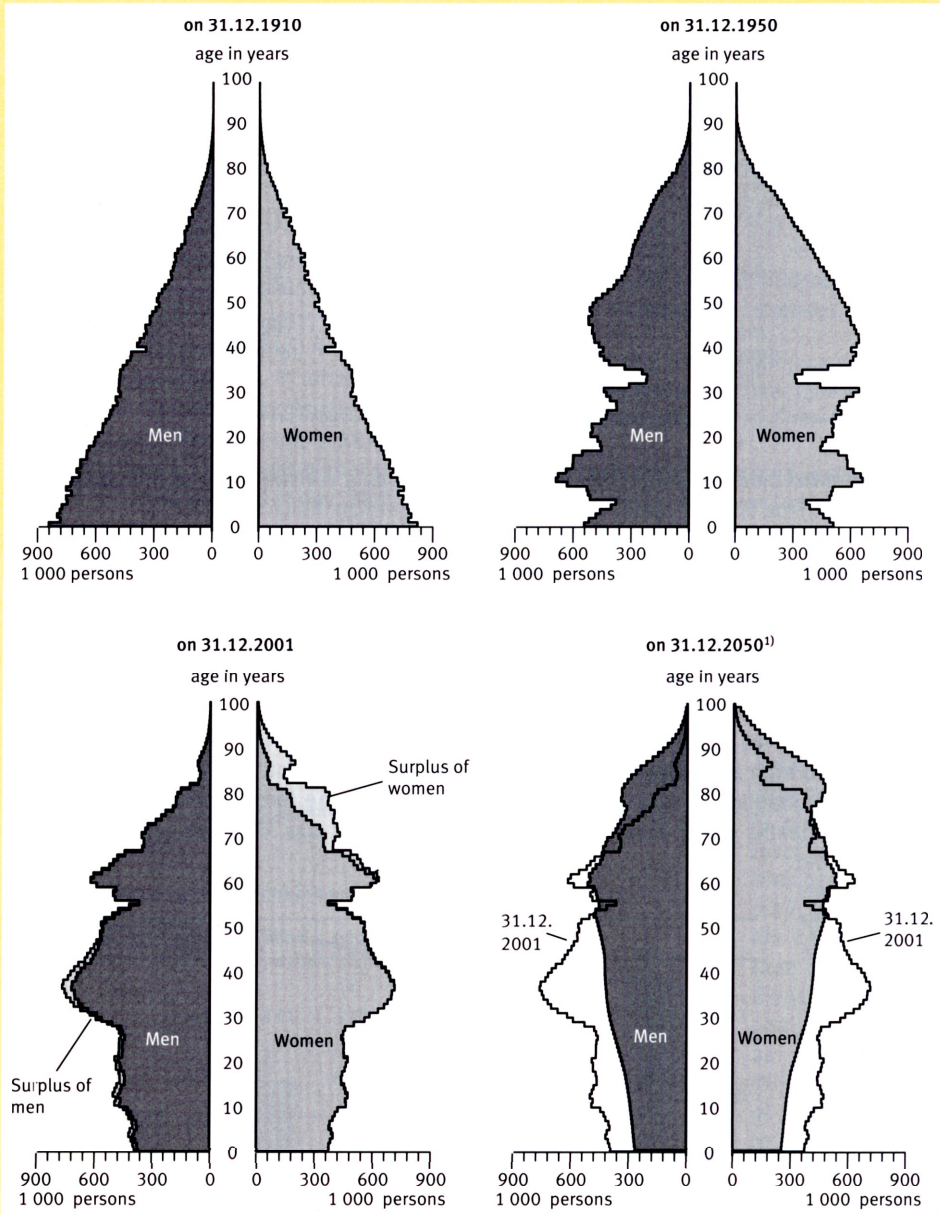 on 31.12.1910
age in years
100
90
80
70
60
50
40
30
20
10
0
Men
Women
900 600 300 0
0 300 600 900
1 000 persons
1 000 persons
on 31.12.1950
age in years
100
90
80
70
60
50
40
30
20
10
0
Men
Women
900 600 300 0
0 300 600 900
1 000 persons
1 000 persons
on 31.12.2001
age in years
100
90
80
70
60
50
40
30
20
10
0
Surplus of
women
Men
Women
Surplus of
men
900 600 300 0
0 300 600 900
1 000 persons
1 000 persons
on 31.12.2050¹⁾
age in years
100
90
80
70
60
50
40
30
20
10
0
31.12.
2001
31.12.
2001
Men
Women
900 600 300 0
0 300 600 900
1 000 persons
1 000 persons